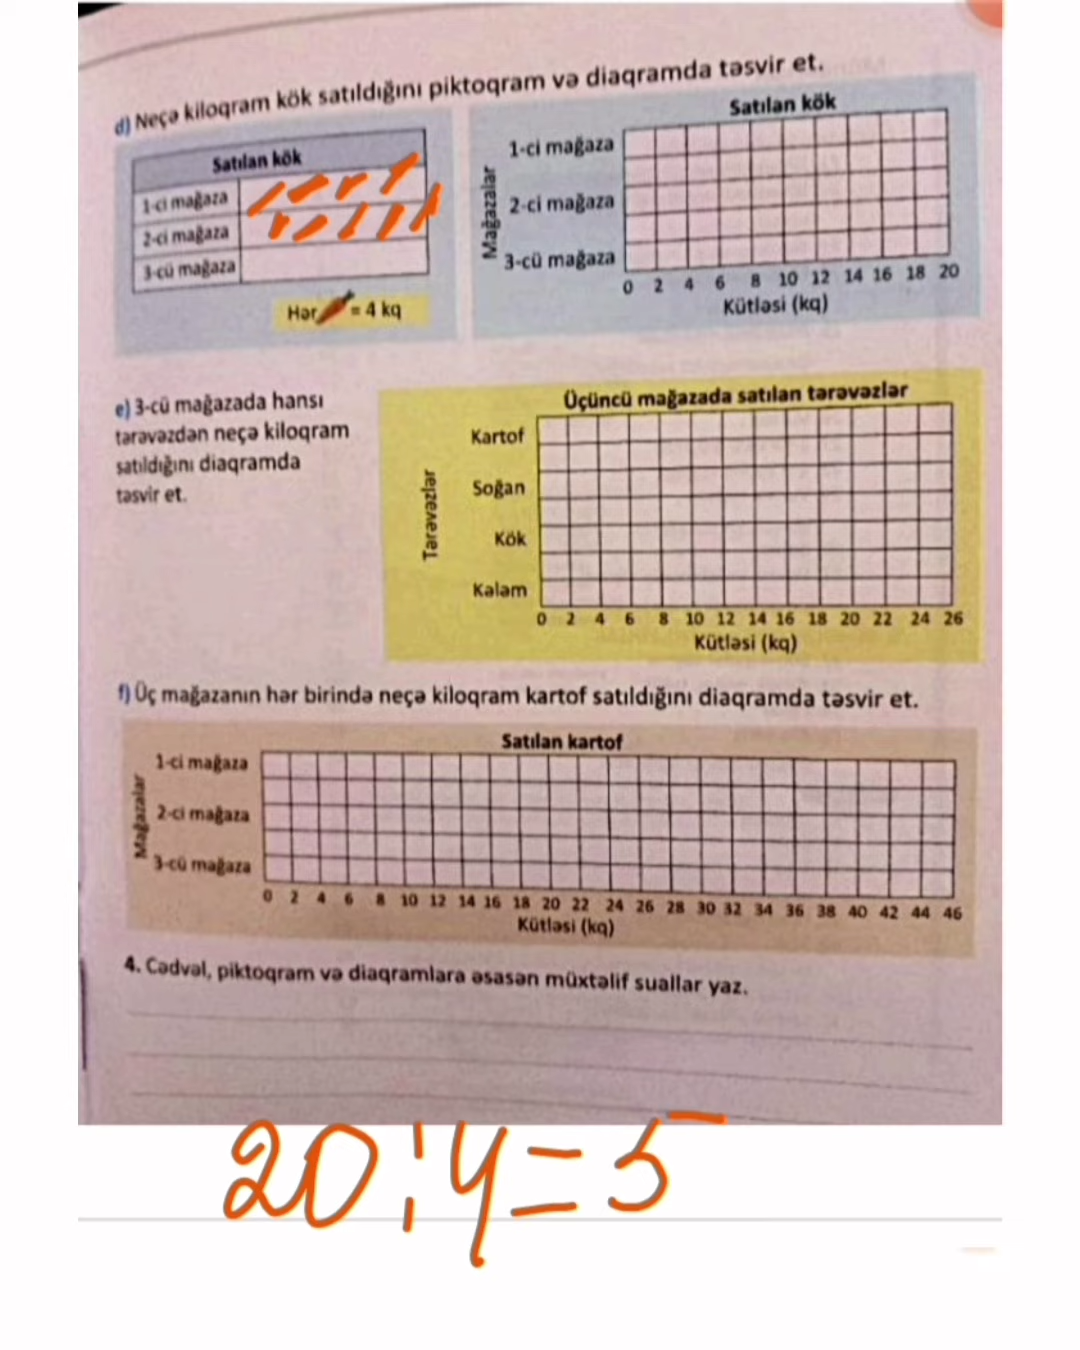 d) Neçə kiloqram kök satıldığını piktoqram və diaqramda təsvir et.
Satılan kök
1-ci mağaza
2-ci mağaza
3-cü mağaza
Hər = 4 kq
Satılan kök
Mağazalar
1-ci mağaza
2-ci mağaza
3-cü mağaza
0 2 4 6 8 10 12 14 16 18 20
Kütləsi (kq)
e) 3-cü mağazada hansı
tərəvəzdən neçə kiloqram
satıldığını diaqramda
təsvir et.
Üçüncü mağazada satılan tərəvəzlər
Tərəvəzlər
Kartof
Soğan
Kök
Kələm
0 2 4 6 8 10 12 14 16 18 20 22 24 26
Kütləsi (kq)
f) Üç mağazanın hər birində neçə kiloqram kartof satıldığını diaqramda təsvir et.
Satılan kartof
Mağazalar
1-ci mağaza
2-ci mağaza
3-cü mağaza
0 2 4 6 8 10 12 14 16 18 20 22 24 26 28 30 32 34 36 38 40 42 44 46
Kütləsi (kq)
4. Cədvəl, piktoqram və diaqramlara əsasən müxtəlif suallar yaz.
20:4=5